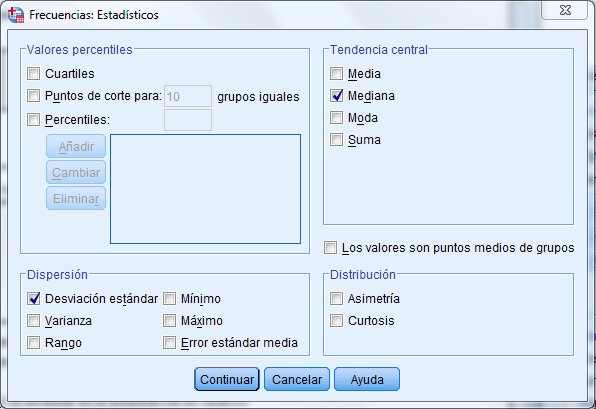 Frecuencias: Estadísticos
Valores percentiles
Cuartiles
Puntos de corte para: 10 grupos iguales
Percentiles:
Añadir
Cambiar
Eliminar
Tendencia central
Media
Mediana
Moda
Suma
Los valores son puntos medios de grupos
Dispersión
Desviación estándar
Mínimo
Varianza
Máximo
Rango
Error estándar media
Distribución
Asimetría
Curtosis
Continuar
Cancelar
Ayuda